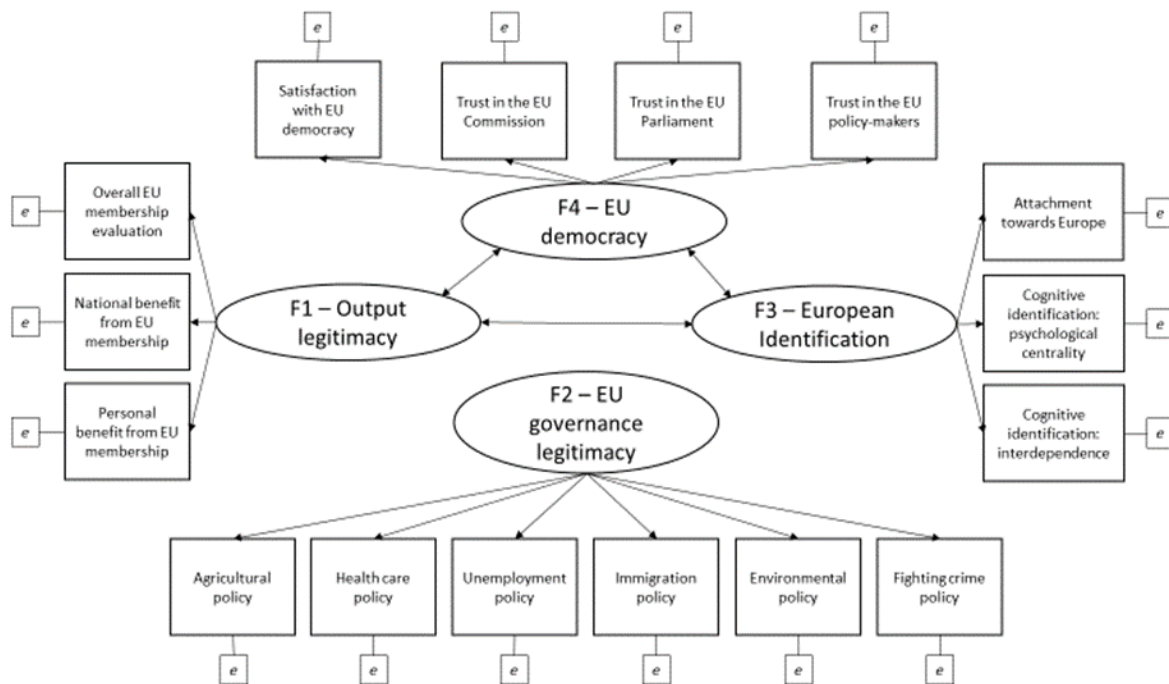 e
e
e
e
Satisfaction
with EU
democracy
Trust in the EU
Commission
Trust in the EU
Parliament
Trust in the EU
policy-makers
e
Overall EU
membership
evaluation
F4 – EU
democracy
Attachment
towards Europe
e
e
National benefit
from EU
membership
F1 – Output
legitimacy
F3 – European
Identification
Cognitive
identification:
psychological
centrality
e
e
Personal
benefit from EU
membership
F2 – EU
governance
legitimacy
Cognitive
identification:
interdependence
e
Agricultural
policy
Health care
policy
Unemployment
policy
Immigration
policy
Environmental
policy
Fighting crime
policy
e
e
e
e
e
e